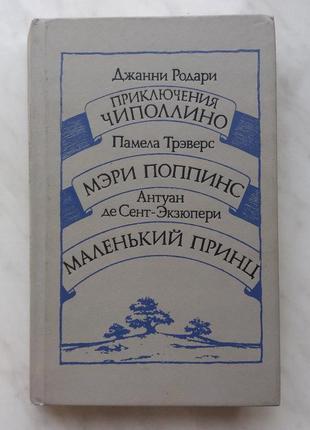 Джанни Родари
ПРИКЛЮЧЕНИЯ
ЧИПОЛЛИНО
Памела Трэверс
МЭРИ ПОППИНС
Антуан
де Сент-Экзюпери
МАЛЕНЬКИЙ ПРИНЦ